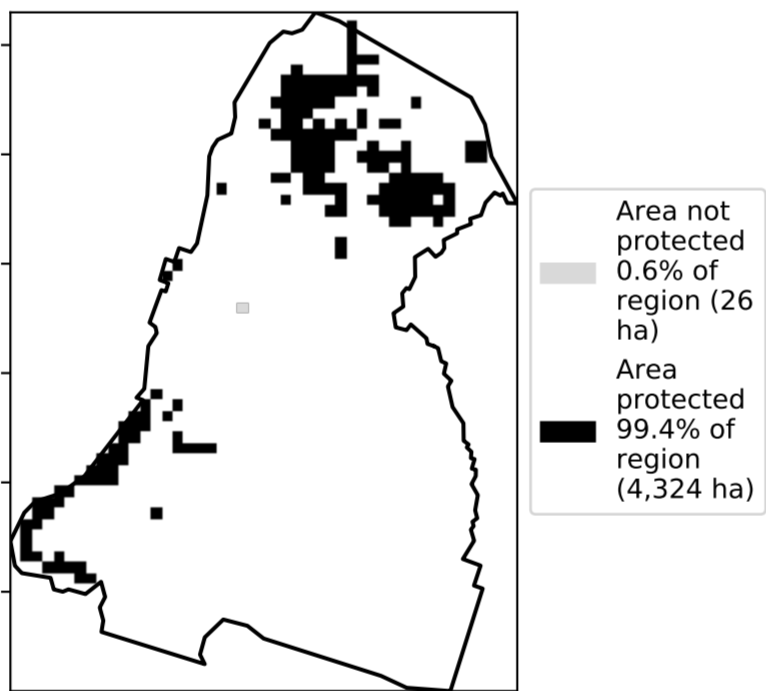 Area not
protected
0.6% of
region (26
ha)
Area
protected
99.4% of
region
(4,324 ha)